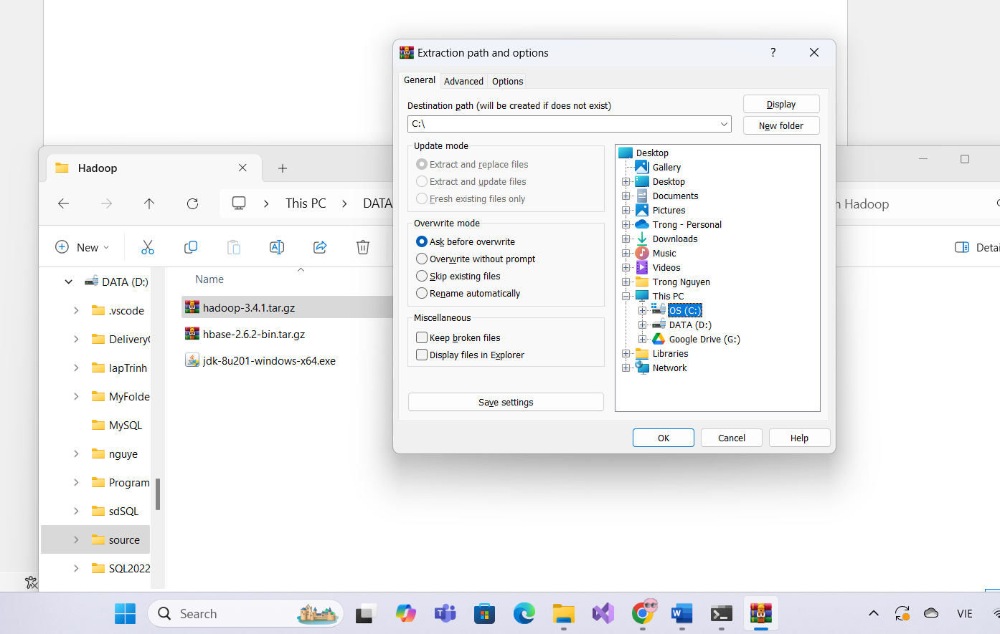 Extraction path and options
?
General Advanced Options
Destination path (will be created if does not exist)
C:\
Display
New folder
Update mode
Extract and replace files
Extract and update files
Fresh existing files only
Overwrite mode
Ask before overwrite
Overwrite without prompt
Skip existing files
Rename automatically
Miscellaneous
Keep broken files
Display files in Explorer
Save settings
Desktop
Gallery
Desktop
Documents
Pictures
Trong - Personal
Downloads
Music
Videos
Trong Nguyen
This PC
OS (C:)
DATA (D:)
Google Drive (G:)
Libraries
Network
OK Cancel Help
Hadoop
This PC DATA
Hadoop
New
Detai
DATA (D:)
.vscode
Delivery
lapTrinh
MyFolde
MySQL
nguye
Program
sdSQL
source
SQL2022
Name
hadoop-3.4.1.tar.gz
hbase-2.6.2-bin.tar.gz
jdk-8u201-windows-x64.exe
Search
VIE